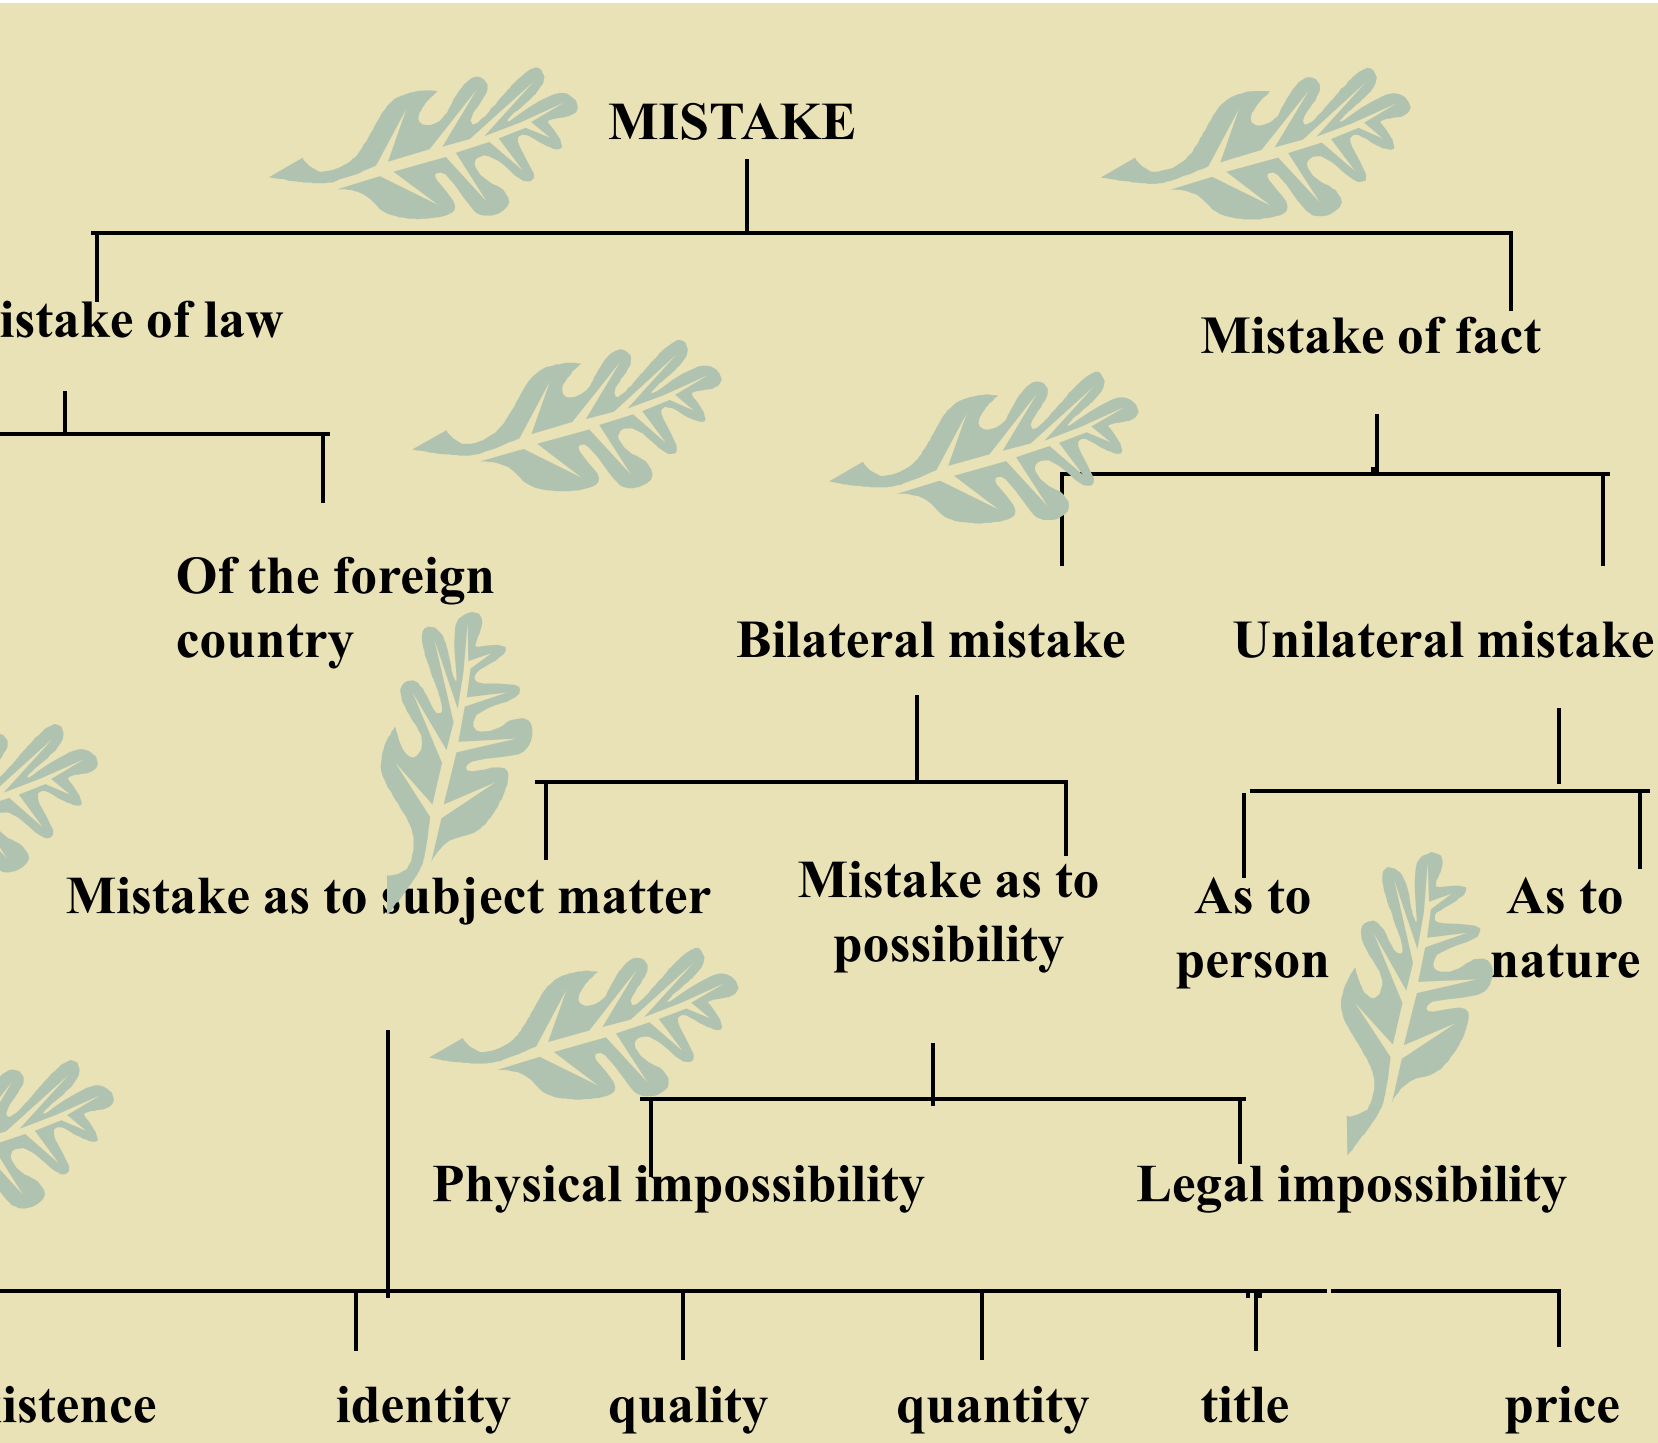 MISTAKE
istake of law
Mistake of fact
Of the foreign
country
Bilateral mistake
Unilateral mistake
Mistake as to subject matter
Mistake as to
possibility
As to
person
As to
nature
Physical impossibility
Legal impossibility
istence
identity
quality
quantity
title
price